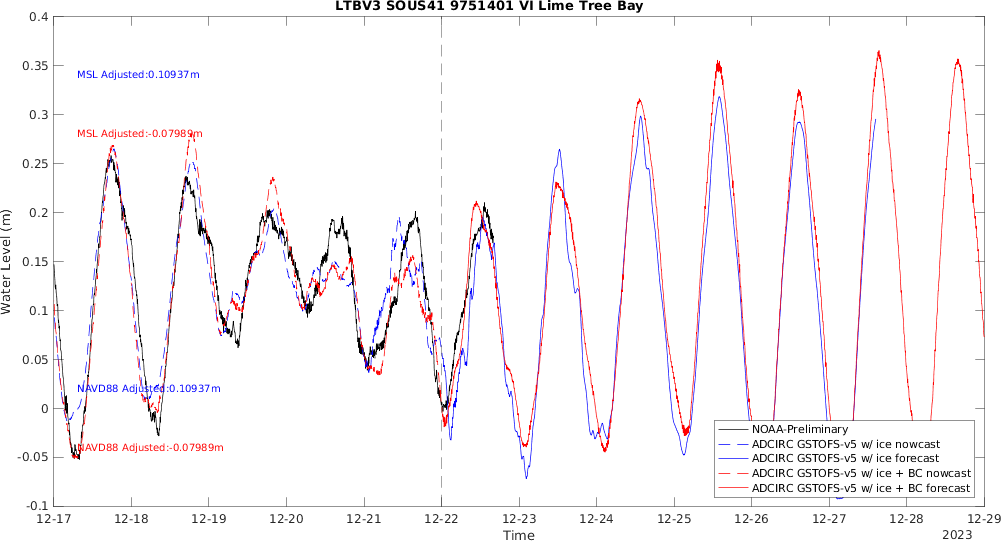 LTBV3 SOUS41 9751401 VI Lime Tree Bay
0.4
0.35
0.3
0.25
0.2
0.15
0.1
0.05
0
-0.05
-0.1
Water Level (m)
MSL Adjusted:0.10937m
MSL Adjusted:-0.07989m
NAVD88 Adjusted:0.10937m
NAVD88 Adjusted:-0.07989m
NOAA-Preliminary
ADCIRC GSTOFS-v5 w/ ice nowcast
ADCIRC GSTOFS-v5 w/ ice forecast
ADCIRC GSTOFS-v5 w/ ice + BC nowcast
ADCIRC GSTOFS-v5 w/ ice + BC forecast
12-17 12-18 12-19 12-20 12-21 12-22 12-23 12-24 12-25 12-26 12-27 12-28 12-29
Time
2023